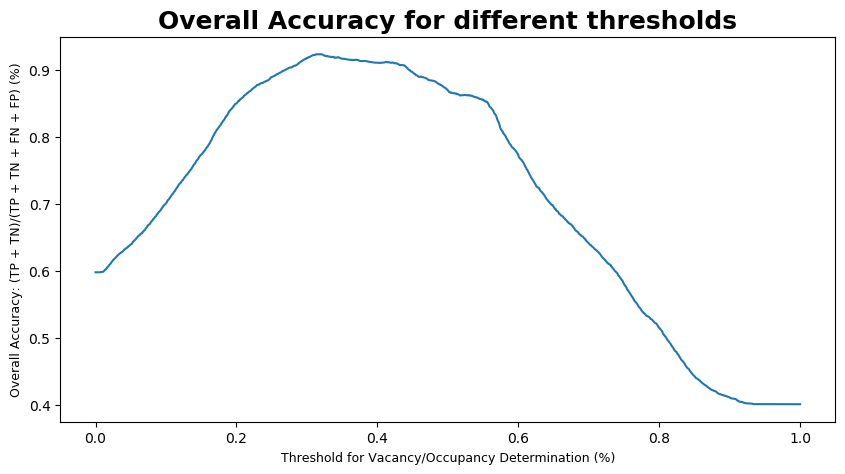 Overall Accuracy for different thresholds
Overall Accuracy: (TP + TN)/(TP + TN + FN + FP) (%)
0.9
0.8
0.7
0.6
0.5
0.4
0.0 0.2 0.4 0.6 0.8 1.0
Threshold for Vacancy/Occupancy Determination (%)